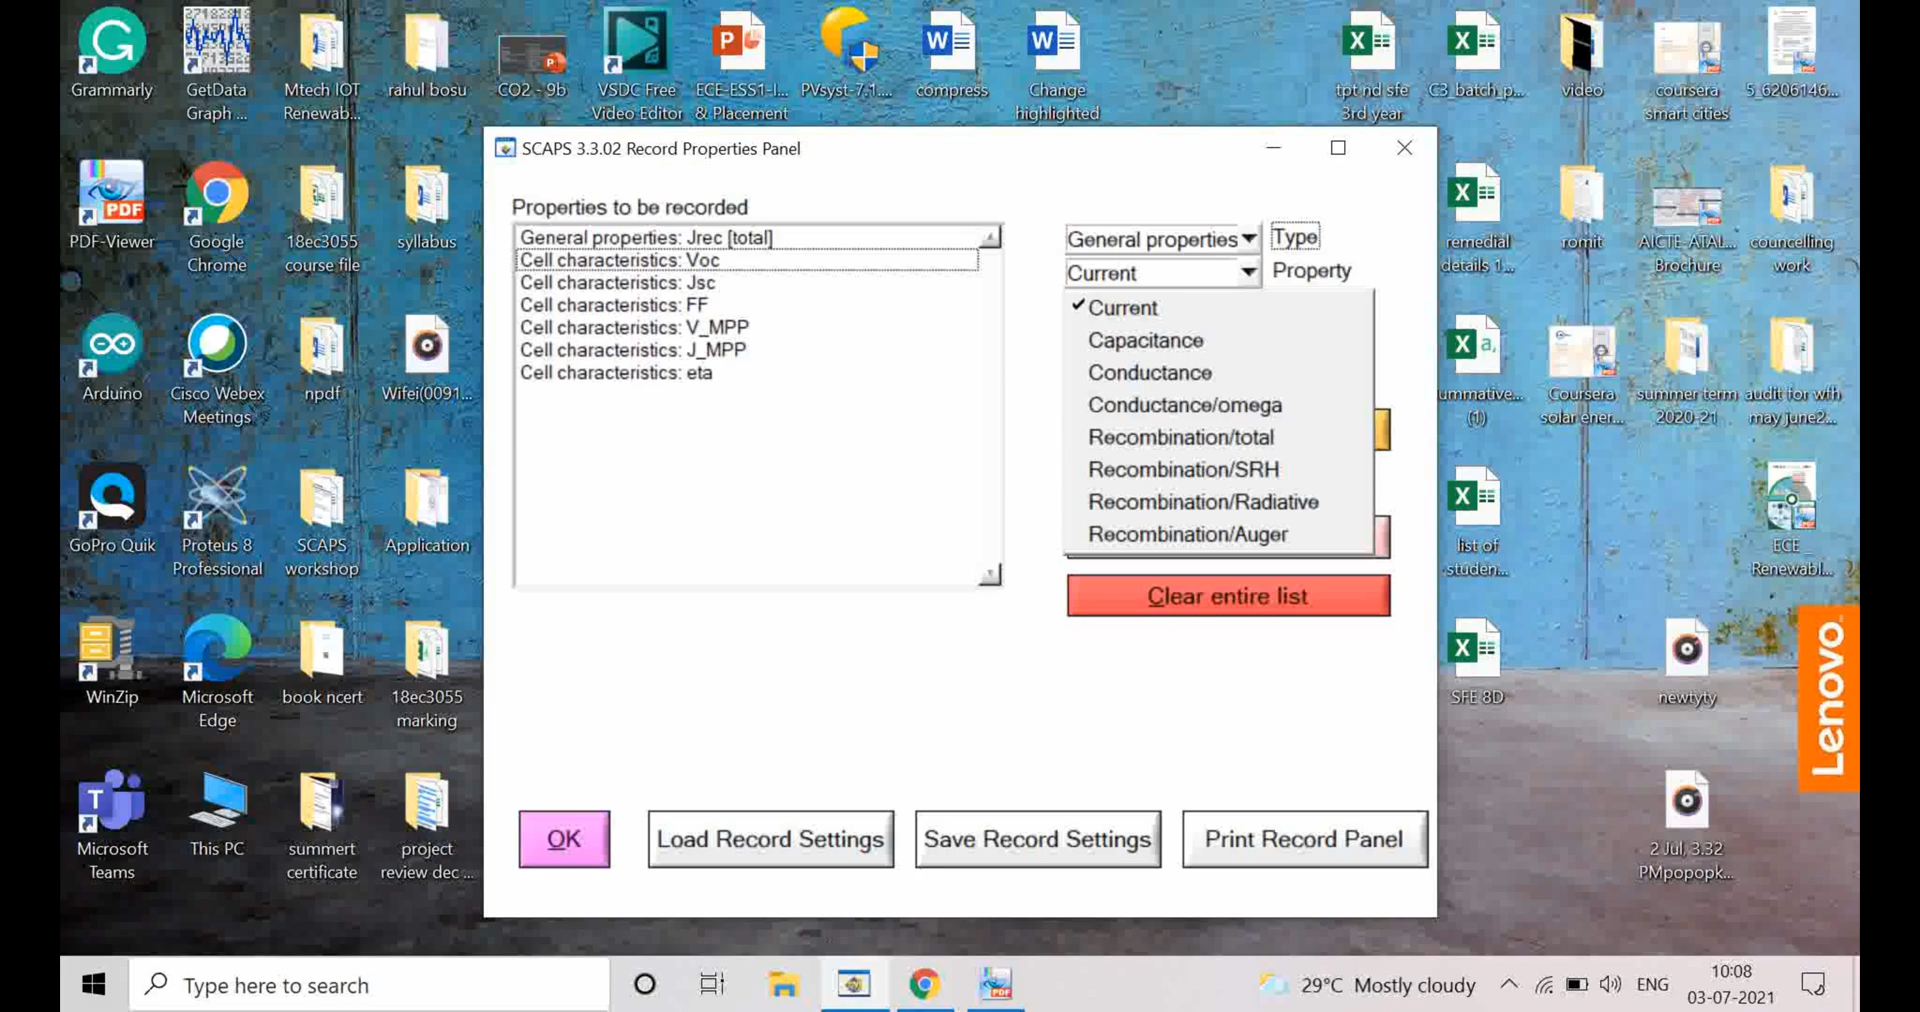 Grammarly
GetData
Graph ...
Mtech IOT
Renewab...
rahul bosu
CO2 - 9b
VSDC Free
Video Editor
ECE-ESS1-I...
& Placement
PVsyst-7.1....
compress
Change
highlighted
tpt nd sfe
3rd year
C3_batch_p...
video
coursera
smart cities
5_6206146...
SCAPS 3.3.02 Record Properties Panel
PDF-Viewer
Google
Chrome
18ec3055
course file
syllabus
Properties to be recorded
General properties: Jrec [total]
Cell characteristics: Voc
Cell characteristics: Jsc
Cell characteristics: FF
Cell characteristics: V_MPP
Cell characteristics: J_MPP
Cell characteristics: eta
General properties
Type
Current
Property
Current
Capacitance
Conductance
Conductance/omega
Recombination/total
Recombination/SRH
Recombination/Radiative
Recombination/Auger
Clear entire list
remedial
details 1...
romit
AICTE-ATAL...
Brochure
councelling
work
Arduino
Cisco Webex
Meetings
npdf
Wifei(0091...
ummative...
(1)
Coursera
solar ener...
summer term
2020-21
audit for wth
may june2...
GoPro Quik
Proteus 8
Professional
SCAPS
workshop
Application
list of
studen...
ECE_
Renewabl...
WinZip
Microsoft
Edge
book ncert
18ec3055
marking
SFE 8D
newtyty
Lenovo
Microsoft
Teams
This PC
summert
certificate
project
review dec ...
OK
Load Record Settings
Save Record Settings
Print Record Panel
2 Jul, 3.32
PMpopopk...
Type here to search
29°C Mostly cloudy
ENG
10:08
03-07-2021